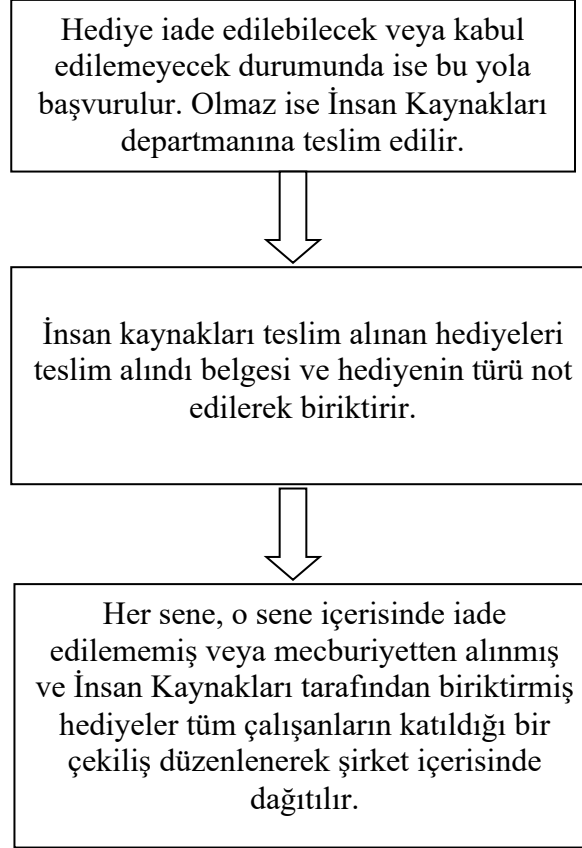 Hediye iade edilebilecek veya kabul
edilemeyecek durumunda ise bu yola
başvurulur. Olmaz ise İnsan Kaynakları
departmanına teslim edilir.
İnsan kaynakları teslim alınan hediyeleri
teslim alındı belgesi ve hediyenin türü not
edilerek biriktirir.
Her sene, o sene içerisinde iade
edilememiş veya mecburiyetten alınmış
ve İnsan Kaynakları tarafından biriktirmiş
hediyeler tüm çalışanların katıldığı bir
çekiliş düzenlenerek şirket içerisinde
dağıtılır.